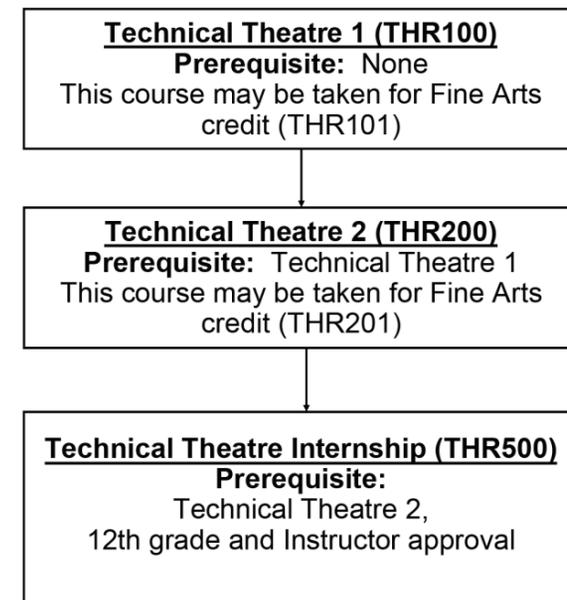 Technical Theatre 1 (THR100)
Prerequisite: None
This course may be taken for Fine Arts
credit (THR101)
Technical Theatre 2 (THR200)
Prerequisite: Technical Theatre 1
This course may be taken for Fine Arts
credit (THR201)
Technical Theatre Internship (THR500)
Prerequisite:
Technical Theatre 2,
12th grade and Instructor approval